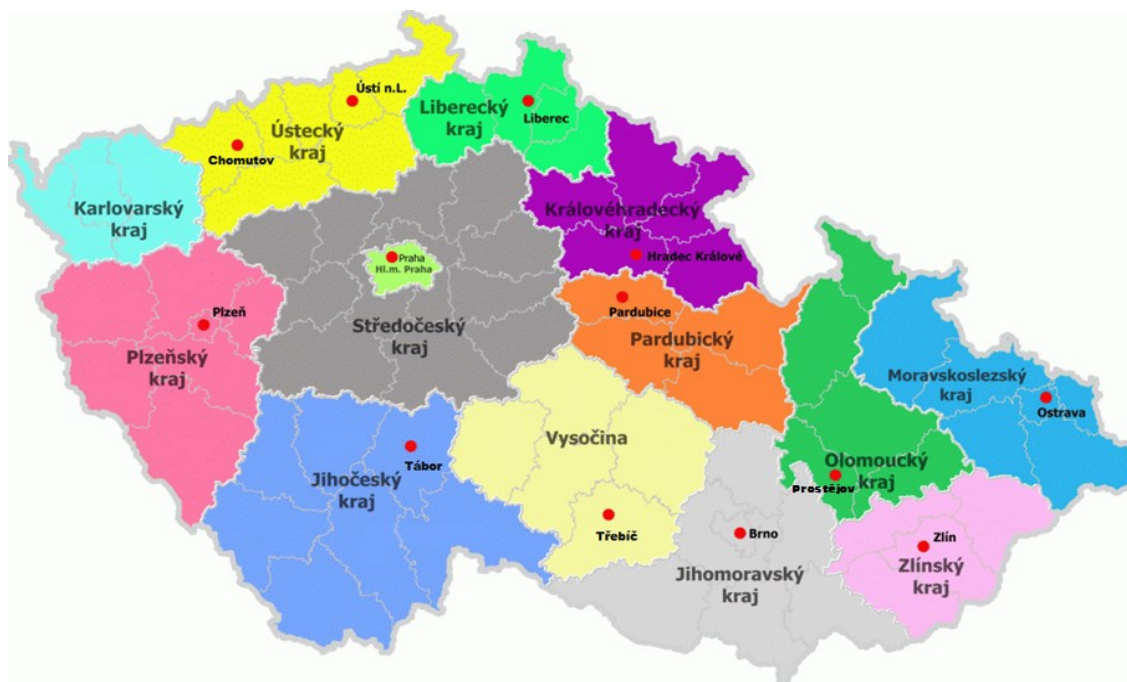 Ústí n.L.
Ústecký
kraj
Chomutov
Liberecký
kraj
Liberec
Karlovarský
kraj
Královéhradecký
kraj
Hradec Králové
Praha
Hl.m. Praha
Plzeň
Plzeňský
kraj
Středočeský
kraj
Pardubice
Pardubický
kraj
Moravskoslezský
kraj
Ostrava
Vysočina
Tábor
Jihočeský
kraj
Třebíč
Olomoucký
kraj
Prostějov
Brno
Jihomoravský
kraj
Zlín
Zlínský
kraj